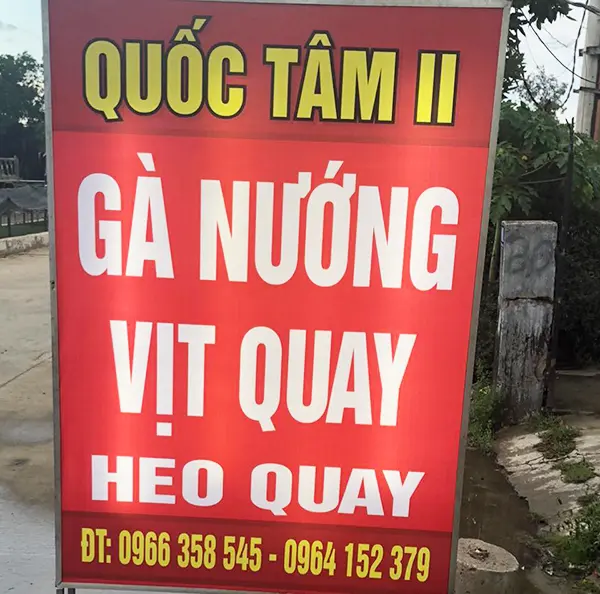 QUỐC TÂM II
GÀ NƯỚNG
VỊT QUAY
HEO QUAY
ĐT: 0966 358 545 - 0964 152 379